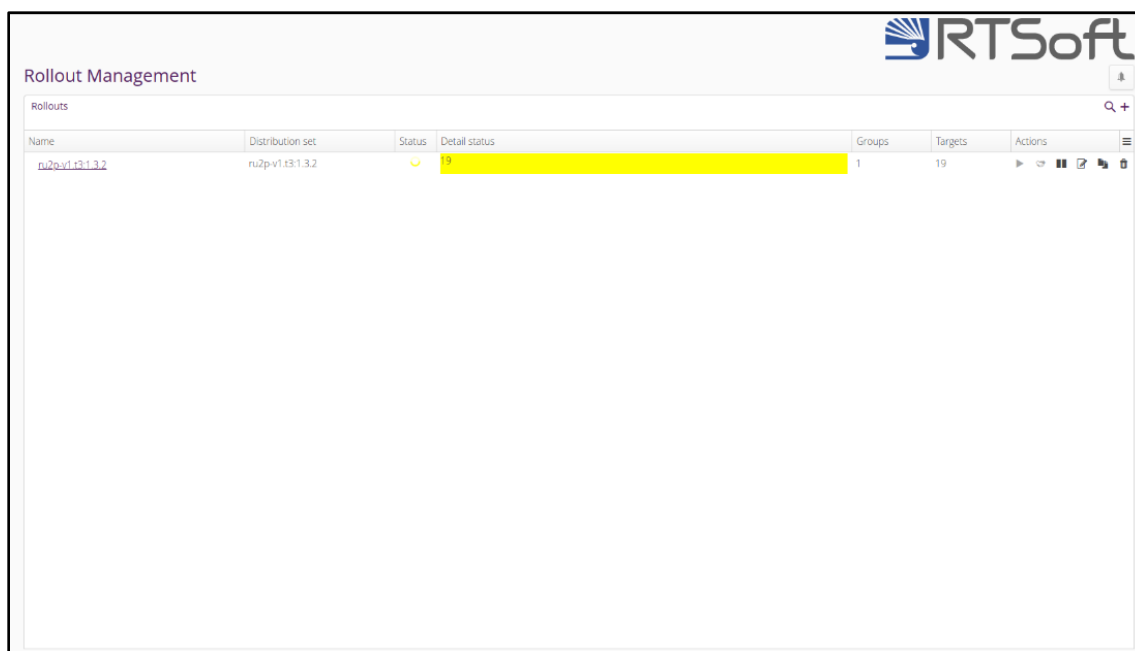 RTSoft
Rollout Management
Rollouts
Name Distribution set Status Detail status Groups Targets Actions
ru2p-v1.t3:1.3.2 ru2p-v1.t3:1.3.2 19 1 19